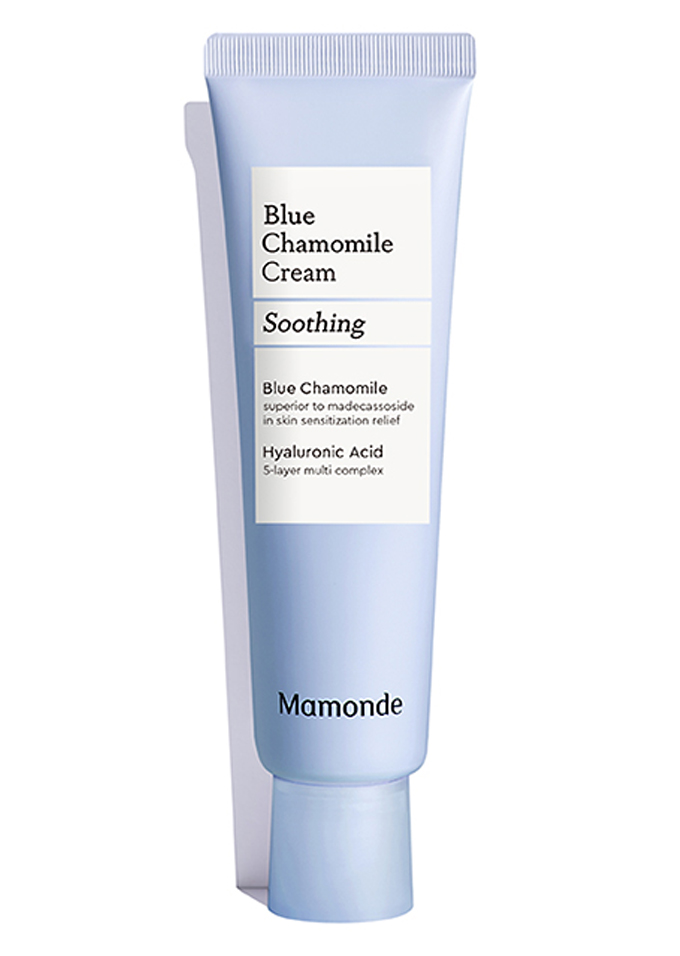 Blue
Chamomile
Cream
Soothing
Blue Chamomile
superior to madecassoside
in skin sensitization relief
Hyaluronic Acid
5-layer multi complex
Mamonde